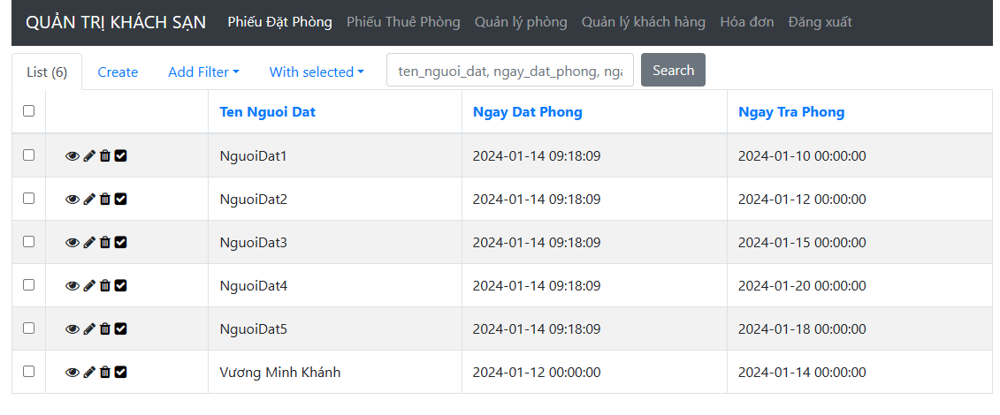 QUẢN TRỊ KHÁCH SẠN Phiếu Đặt Phòng Phiếu Thuê Phòng Quản lý phòng Quản lý khách hàng Hóa đơn Đăng xuất
List (6) Create Add Filter With selected ten_nguoi_dat, ngay_dat_phong, nga Search
Ten Nguoi Dat Ngay Dat Phong Ngay Tra Phong
NguoiDat1 2024-01-14 09:18:09 2024-01-10 00:00:00
NguoiDat2 2024-01-14 09:18:09 2024-01-12 00:00:00
NguoiDat3 2024-01-14 09:18:09 2024-01-15 00:00:00
NguoiDat4 2024-01-14 09:18:09 2024-01-20 00:00:00
NguoiDat5 2024-01-14 09:18:09 2024-01-18 00:00:00
Vương Minh Khánh 2024-01-12 00:00:00 2024-01-14 00:00:00